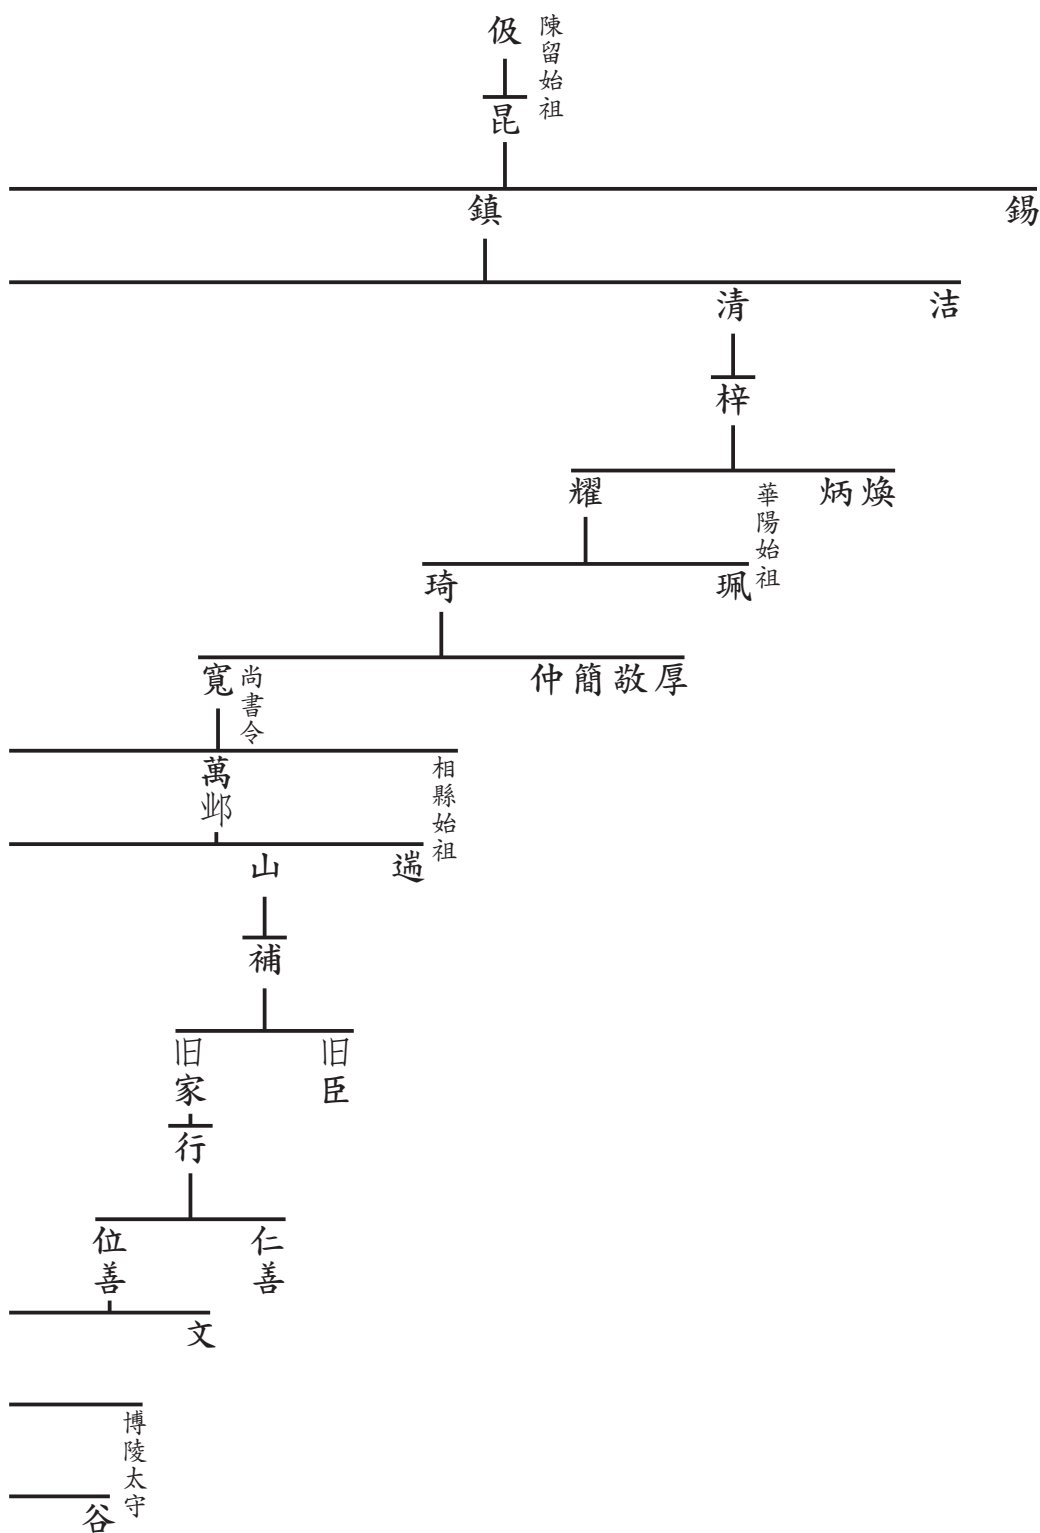 陳留始祖
伋
昆
錫
鎮
洁
清
梓
煥
炳
耀
華陽始祖
珮
琦
厚
敬
簡
仲
尚書令
寬
萬邺
相縣始祖
遄
山
補
旧臣
旧家
行
仁善
位善
文
博陵太守
谷